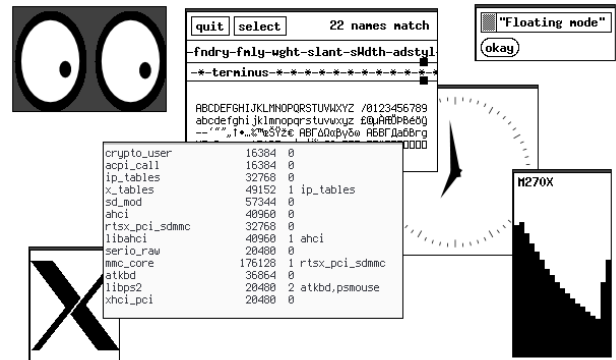 quit select 22 names match
-fndry-fmly-wght-slant-sWdth-adstyl-
-*-terminus-*-*-*-*-*-*-*-*-*-*
ABCDEFGHIJKLMNOPQRSTUVWXYZ /0123456789
abcdefghijklmnopqrstuvwxyz
"Floating mode"
okay
crypto_user 16384 0
acpi_call 16384 0
ip_tables 32768 0
x_tables 49152 1 ip_tables
sd_mod 57344 0
ahci 40960 0
rtsx_pci_sdmmc 32768 0
libahci 40960 1 ahci
serio_raw 20480 0
mmc_core 176128 1 rtsx_pci_sdmmc
atkbd 36864 0
libps2 20480 2 atkbd,psmouse
xhci_pci 20480 0
M270X